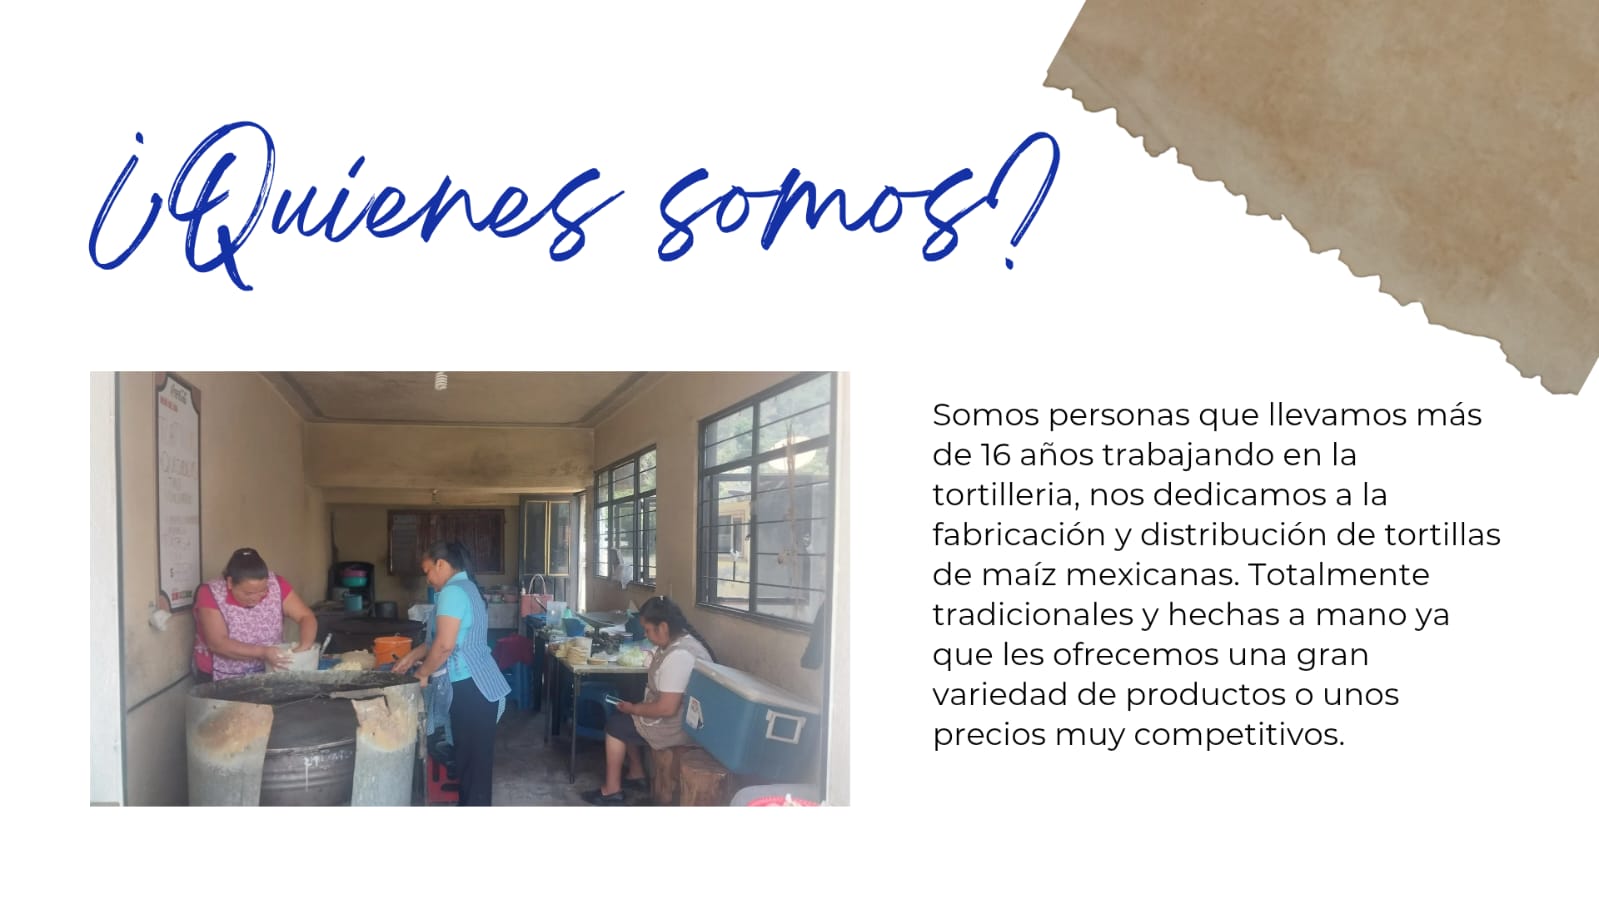 ¿Quienes somos?
Somos personas que llevamos más
de 16 años trabajando en la
tortilleria, nos dedicamos a la
fabricación y distribución de tortillas
de maíz mexicanas. Totalmente
tradicionales y hechas a mano ya
que les ofrecemos una gran
variedad de productos o unos
precios muy competitivos.